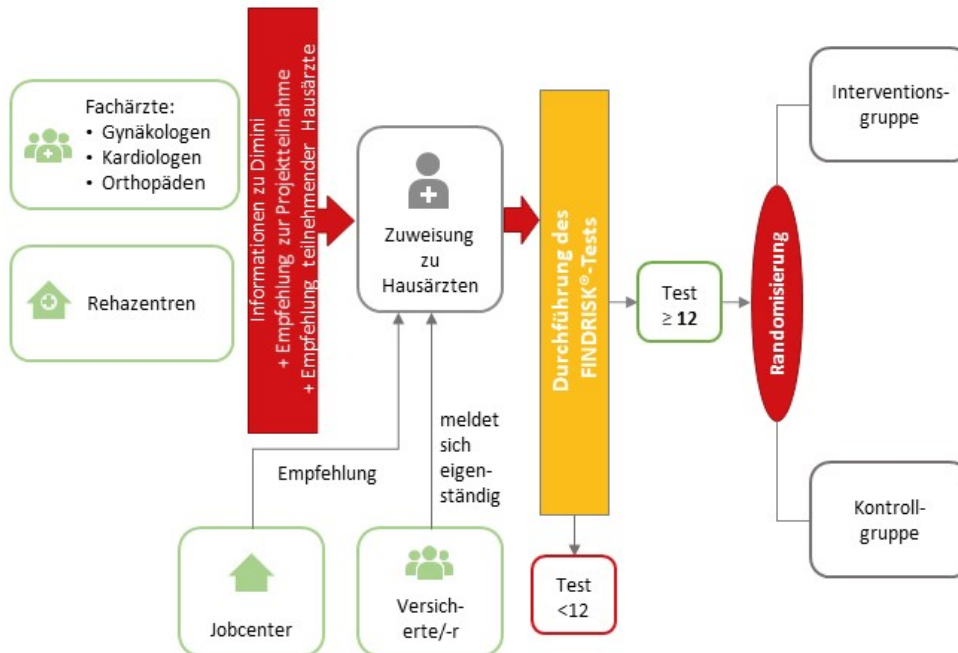 Fachärzte:
• Gynäkologen
• Kardiologen
• Orthopäden
Rehazentren
Informationen zu Dimini
+ Empfehlung zur Projektteilnahme
+ Empfehlung teilnehmender Hausärzte
Zuweisung
zu
Hausärzten
Empfehlung
meldet
sich
eigen-
ständig
Jobcenter
Versich-
erte/-r
Durchführung des
FINDRISK®-Tests
Test
≥ 12
Test
<12
Randomisierung
Interventions-
gruppe
Kontroll-
gruppe